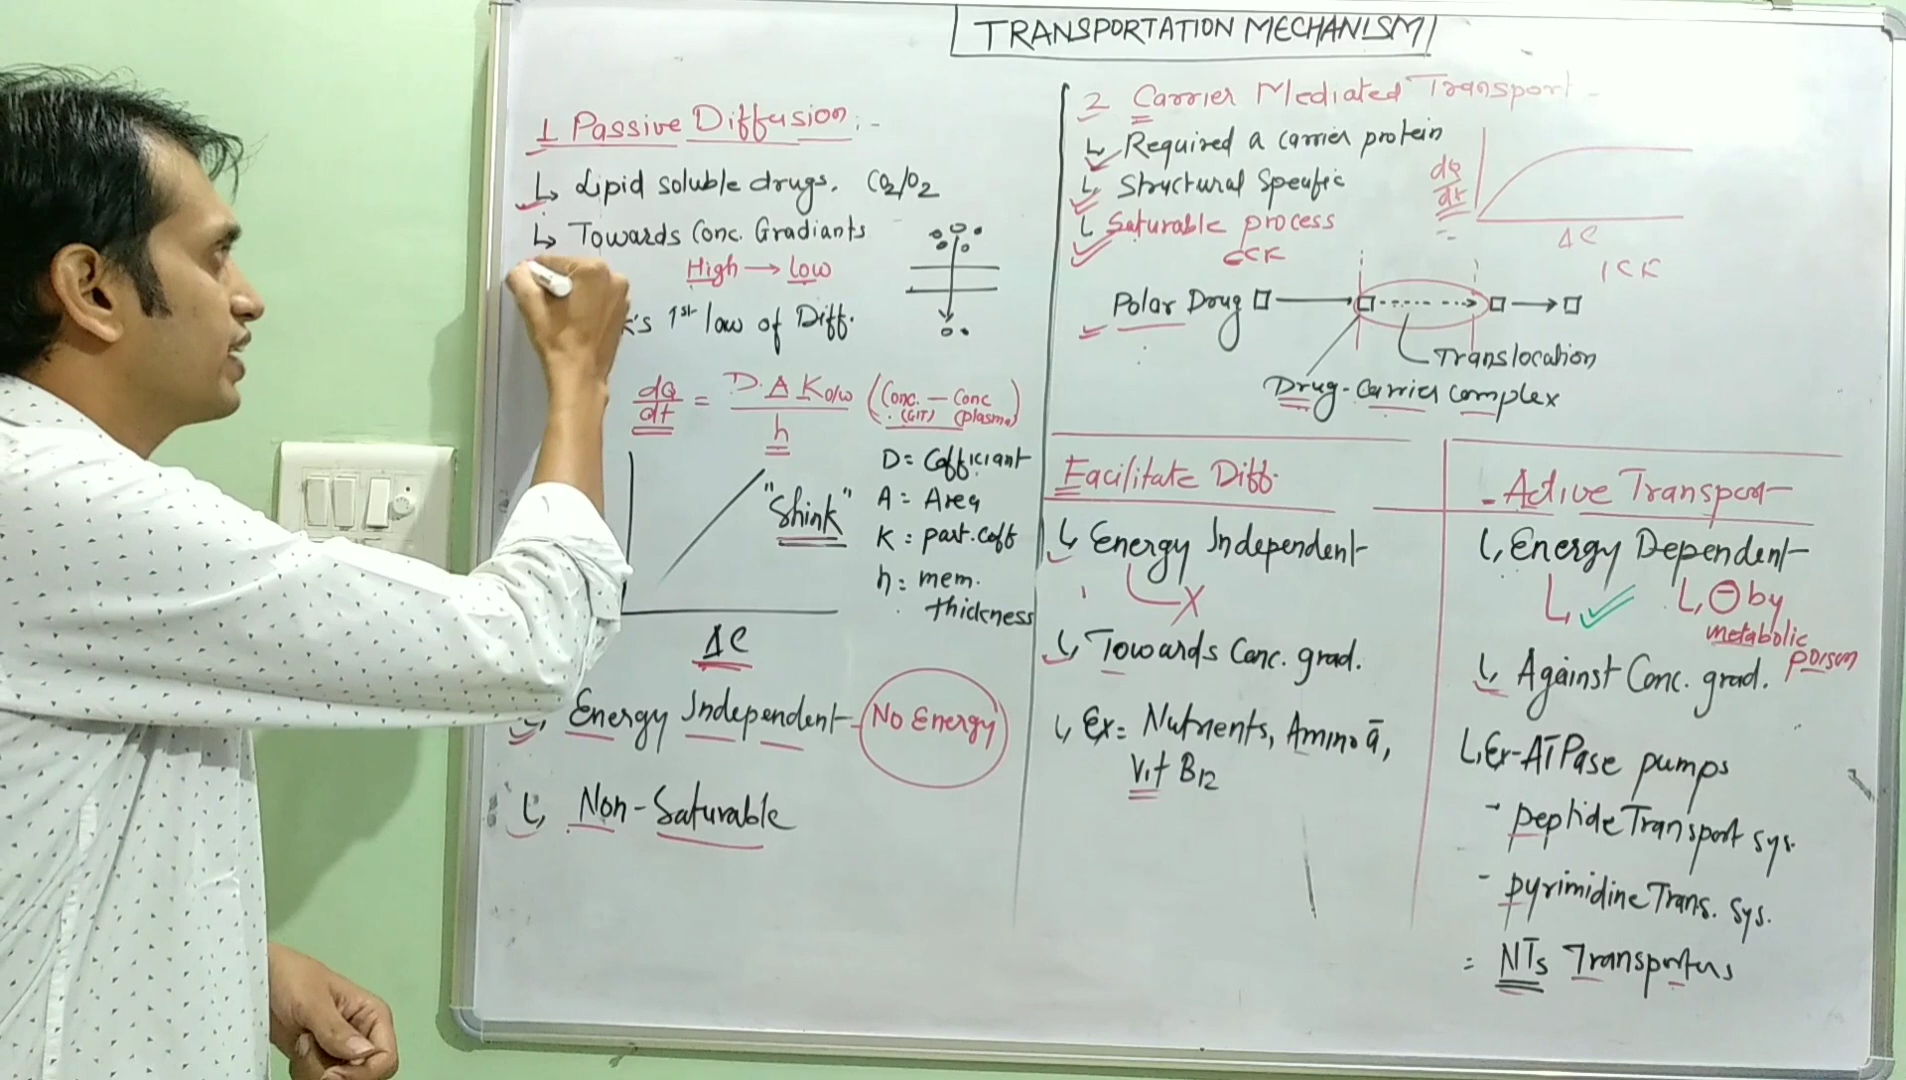 TRANSPORTATION MECHANISM
1 Passive Diffusion:-
Lipid soluble drugs. CO2/O2
Towards Conc. Gradiants
High → Low
k's 1st law of Diff.
dQ/dt = D.A Ko/w / h (Conc. (GIT) – Conc (plasma))
"Shink"
D = Cofficiant
A = Area
K = part. Coff
h = mem.
thickness
ΔC
Energy Independent - No Energy
Non-Saturable
2 Carrier Mediated Transport -
Required a carrier protein
Structural Specific
Saturable process
dQ/dt
ΔC
Polar Drug
Translocation
Drug-Carrier Complex
Facilitate Diff.
Energy Independent
X
Towards Conc. grad.
Ex = Nutrients, Amino ā,
Vit B12
- Active Transport
Energy Dependent
⊖ by
metabolic
poison
Against Conc. grad.
Ex-ATPase pumps
- peptide Transport sys.
- pyrimidine Trans. sys.
= NTs Transporters